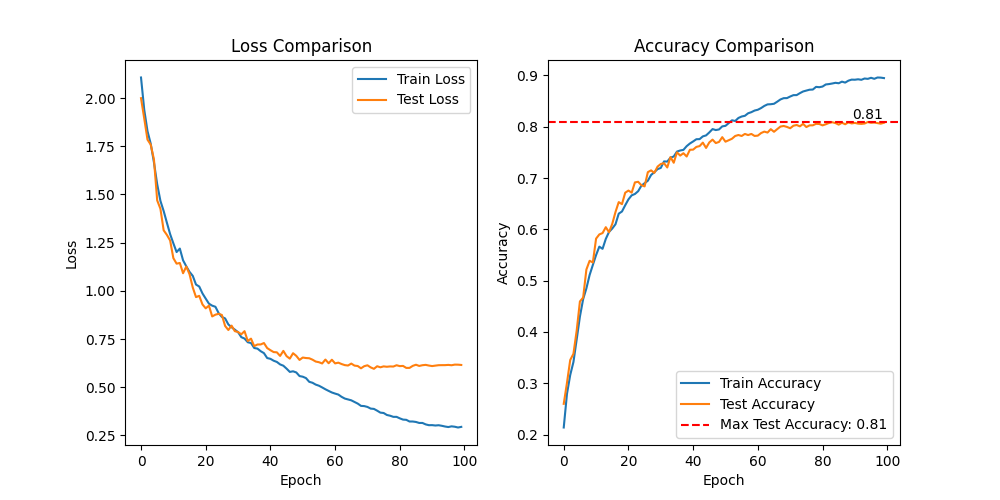 Loss Comparison
2.00
1.75
1.50
1.25
1.00
0.75
0.50
0.25
Loss
0 20 40 60 80 100
Epoch
Train Loss
Test Loss
Accuracy Comparison
0.9
0.8
0.7
0.6
0.5
0.4
0.3
0.2
Accuracy
0 20 40 60 80 100
Epoch
0.81
Train Accuracy
Test Accuracy
Max Test Accuracy: 0.81